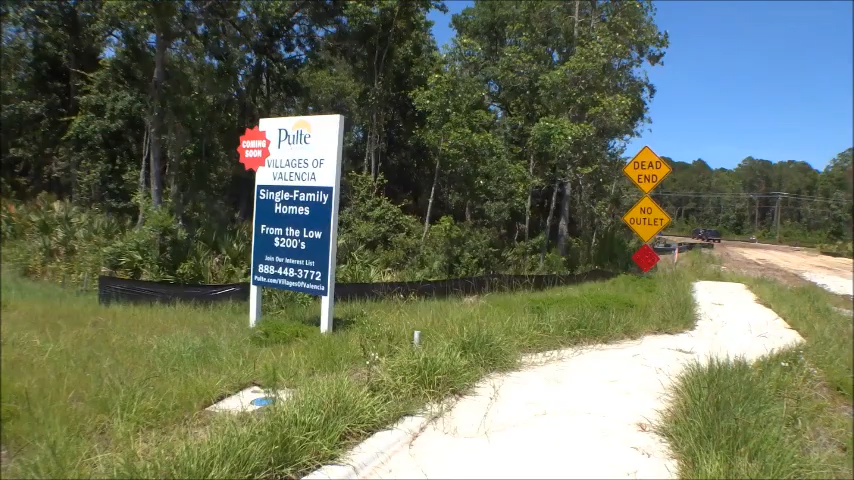 Pulte
COMING
SOON
VILLAGES OF
VALENCIA
Single-Family
Homes
From the Low
$200's
Join our Interest List
888-448-3772
Pulte.com/VillagesOfValencia
DEAD
END
NO
OUTLET